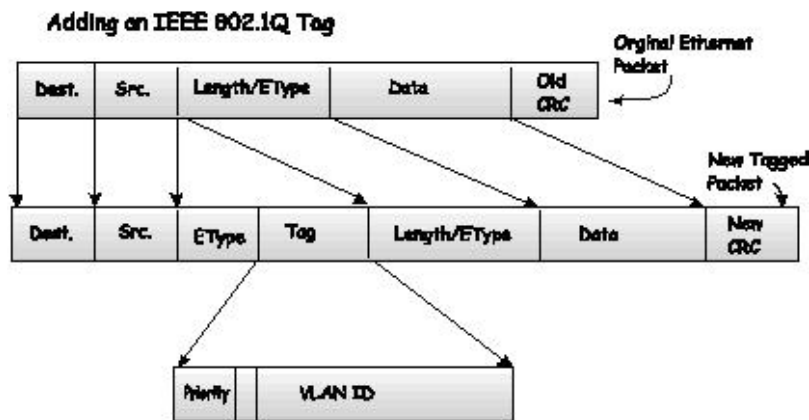 Adding an IEEE 802.1Q Tag
Orginal Ethernet
Packet
Dest. Src. Length/EType Data Old
CRC
New Tagged
Packet
Dest. Src. EType Tag Length/EType Data New
CRC
Priority VLAN ID